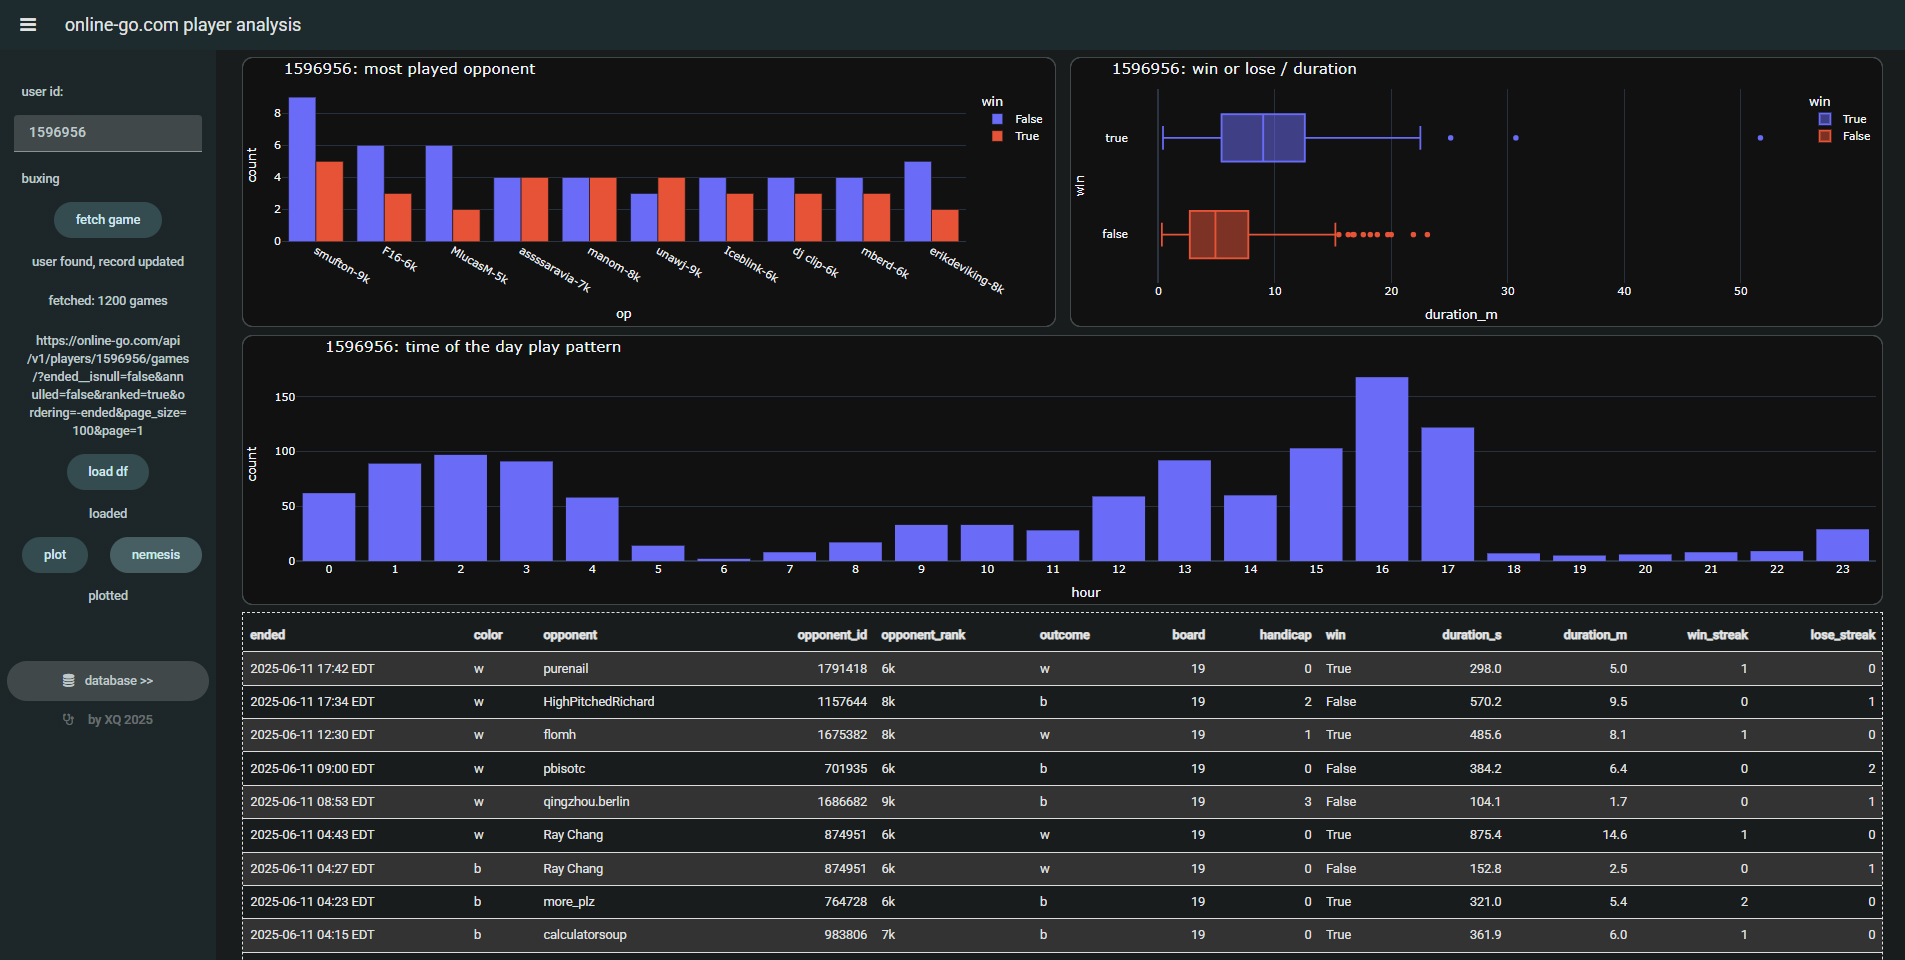 online-go.com player analysis
user id:
1596956
buxing
fetch game
user found, record updated
fetched: 1200 games
https://online-go.com/api
/v1/players/1596956/games
/?ended__isnull=false&ann
ulled=false&ranked=true&o
rdering=-ended&page_size=
100&page=1
load df
loaded
plot nemesis
plotted
database >>
by XQ 2025
1596956: most played opponent
win
False
True
count
8
6
4
2
0
smufton-9k F16-6k MlucasM-5k assssaravia-7k manom-8k unawj-9k Iceblink-6k dj clip-6k mberd-6k erikdeviking-8k
op
1596956: win or lose / duration
win
True
False
win
true
false
0 10 20 30 40 50
duration_m
1596956: time of the day play pattern
count
150
100
50
0
0 1 2 3 4 5 6 7 8 9 10 11 12 13 14 15 16 17 18 19 20 21 22 23
hour
ended color opponent opponent_id opponent_rank outcome board handicap win duration_s duration_m win_streak lose_streak
2025-06-11 17:42 EDT w purenail 1791418 6k w 19 0 True 298.0 5.0 1 0
2025-06-11 17:34 EDT w HighPitchedRichard 1157644 8k b 19 2 False 570.2 9.5 0 1
2025-06-11 12:30 EDT w flomh 1675382 8k w 19 1 True 485.6 8.1 1 0
2025-06-11 09:00 EDT w pbisotc 701935 6k b 19 0 False 384.2 6.4 0 2
2025-06-11 08:53 EDT w qingzhou.berlin 1686682 9k b 19 3 False 104.1 1.7 0 1
2025-06-11 04:43 EDT w Ray Chang 874951 6k w 19 0 True 875.4 14.6 1 0
2025-06-11 04:27 EDT b Ray Chang 874951 6k w 19 0 False 152.8 2.5 0 1
2025-06-11 04:23 EDT b more_plz 764728 6k b 19 0 True 321.0 5.4 2 0
2025-06-11 04:15 EDT b calculatorsoup 983806 7k b 19 0 True 361.9 6.0 1 0